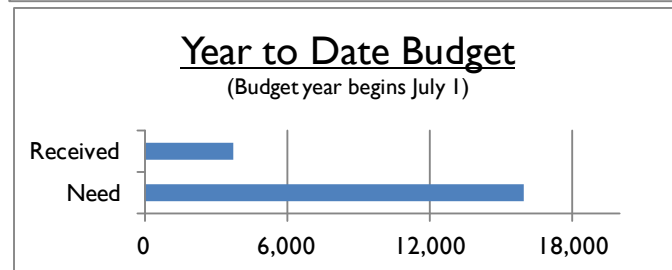 Year to Date Budget
(Budget year begins July 1)
Received
Need
0 6,000 12,000 18,000